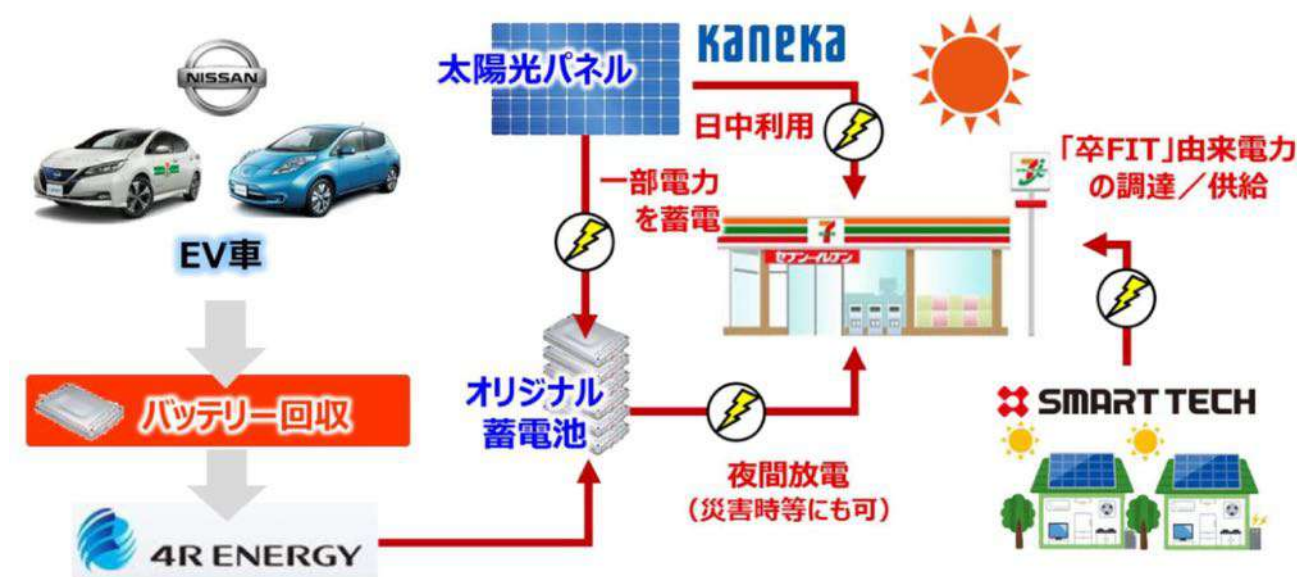 NISSAN
EV車
バッテリー回収
4R ENERGY
太陽光パネル
kaneka
日中利用
一部電力
を蓄電
オリジナル
蓄電池
夜間放電
(災害時等にも可)
セブン-イレブン
7
「卒FIT」由来電力
の調達／供給
SMART TECH